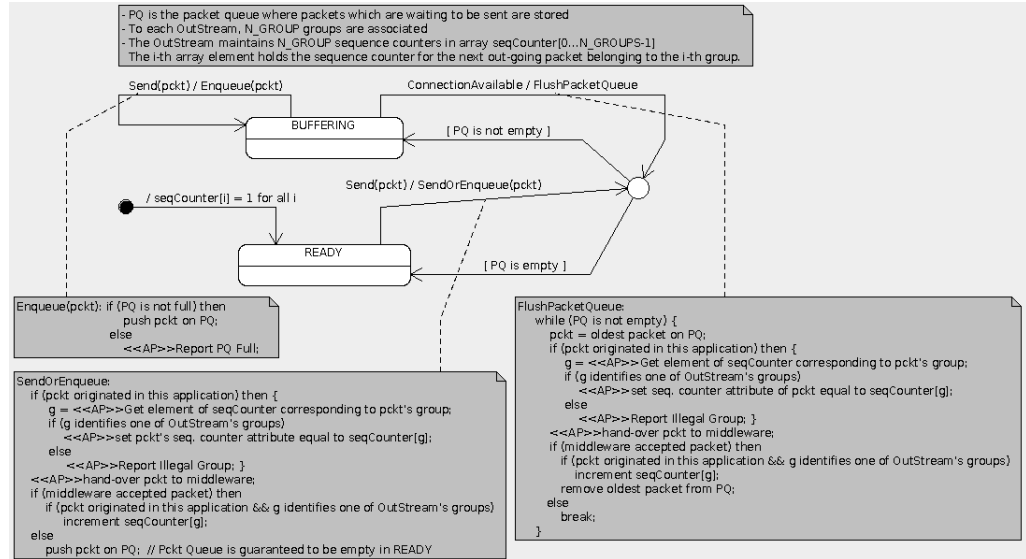 - PQ is the packet queue where packets which are waiting to be sent are stored
- To each OutStream, N_GROUP groups are associated
- The OutStream maintains N_GROUP sequence counters in array seqCounter[0...N_GROUPS-1]
The i-th array element holds the sequence counter for the next out-going packet belonging to the i-th group.
Send(pckt) / Enqueue(pckt)
ConnectionAvailable / FlushPacketQueue
BUFFERING
[ PQ is not empty ]
Send(pckt) / SendOrEnqueue(pckt)
/ seqCounter[i] = 1 for all i
READY
[ PQ is empty ]
Enqueue(pckt): if (PQ is not full) then
push pckt on PQ;
else
<<AP>>Report PQ Full;
SendOrEnqueue:
if (pckt originated in this application) then {
g = <<AP>>Get element of seqCounter corresponding to pckt's group;
if (g identifies one of OutStream's groups)
<<AP>>set pckt's seq. counter attribute equal to seqCounter[g];
else
<<AP>>Report Illegal Group; }
<<AP>>hand-over pckt to middleware;
if (middleware accepted packet) then
if (pckt originated in this application && g identifies one of OutStream's groups)
increment seqCounter[g];
else
push pckt on PQ; // Pckt Queue is guaranteed to be empty in READY
FlushPacketQueue:
while (PQ is not empty) {
pckt = oldest packet on PQ;
if (pckt originated in this application) then {
g = <<AP>>Get element of seqCounter corresponding to pckt's group;
if (g identifies one of OutStream's groups)
<<AP>>set seq. counter attribute of pckt equal to seqCounter[g];
else
<<AP>>Report Illegal Group; }
<<AP>>hand-over pckt to middleware;
if (middleware accepted packet) then
if (pckt originated in this application && g identifies one of OutStream's groups)
increment seqCounter[g];
remove oldest packet from PQ;
else
break;
}